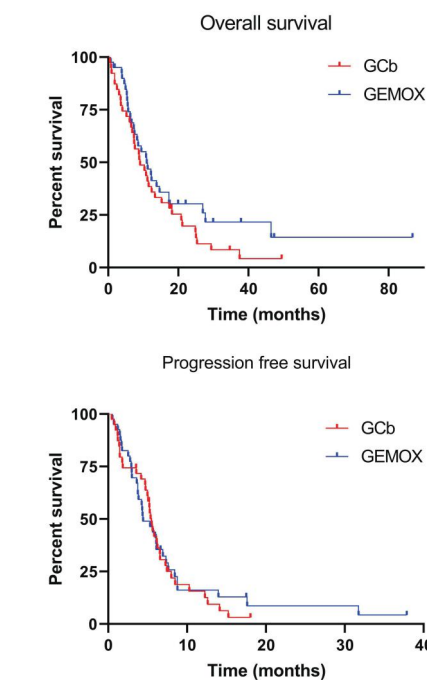 Overall survival
100
75
50
25
0
Percent survival
GCb
GEMOX
0 20 40 60 80
Time (months)
Progression free survival
100
75
50
25
0
Percent survival
GCb
GEMOX
0 10 20 30 40
Time (months)